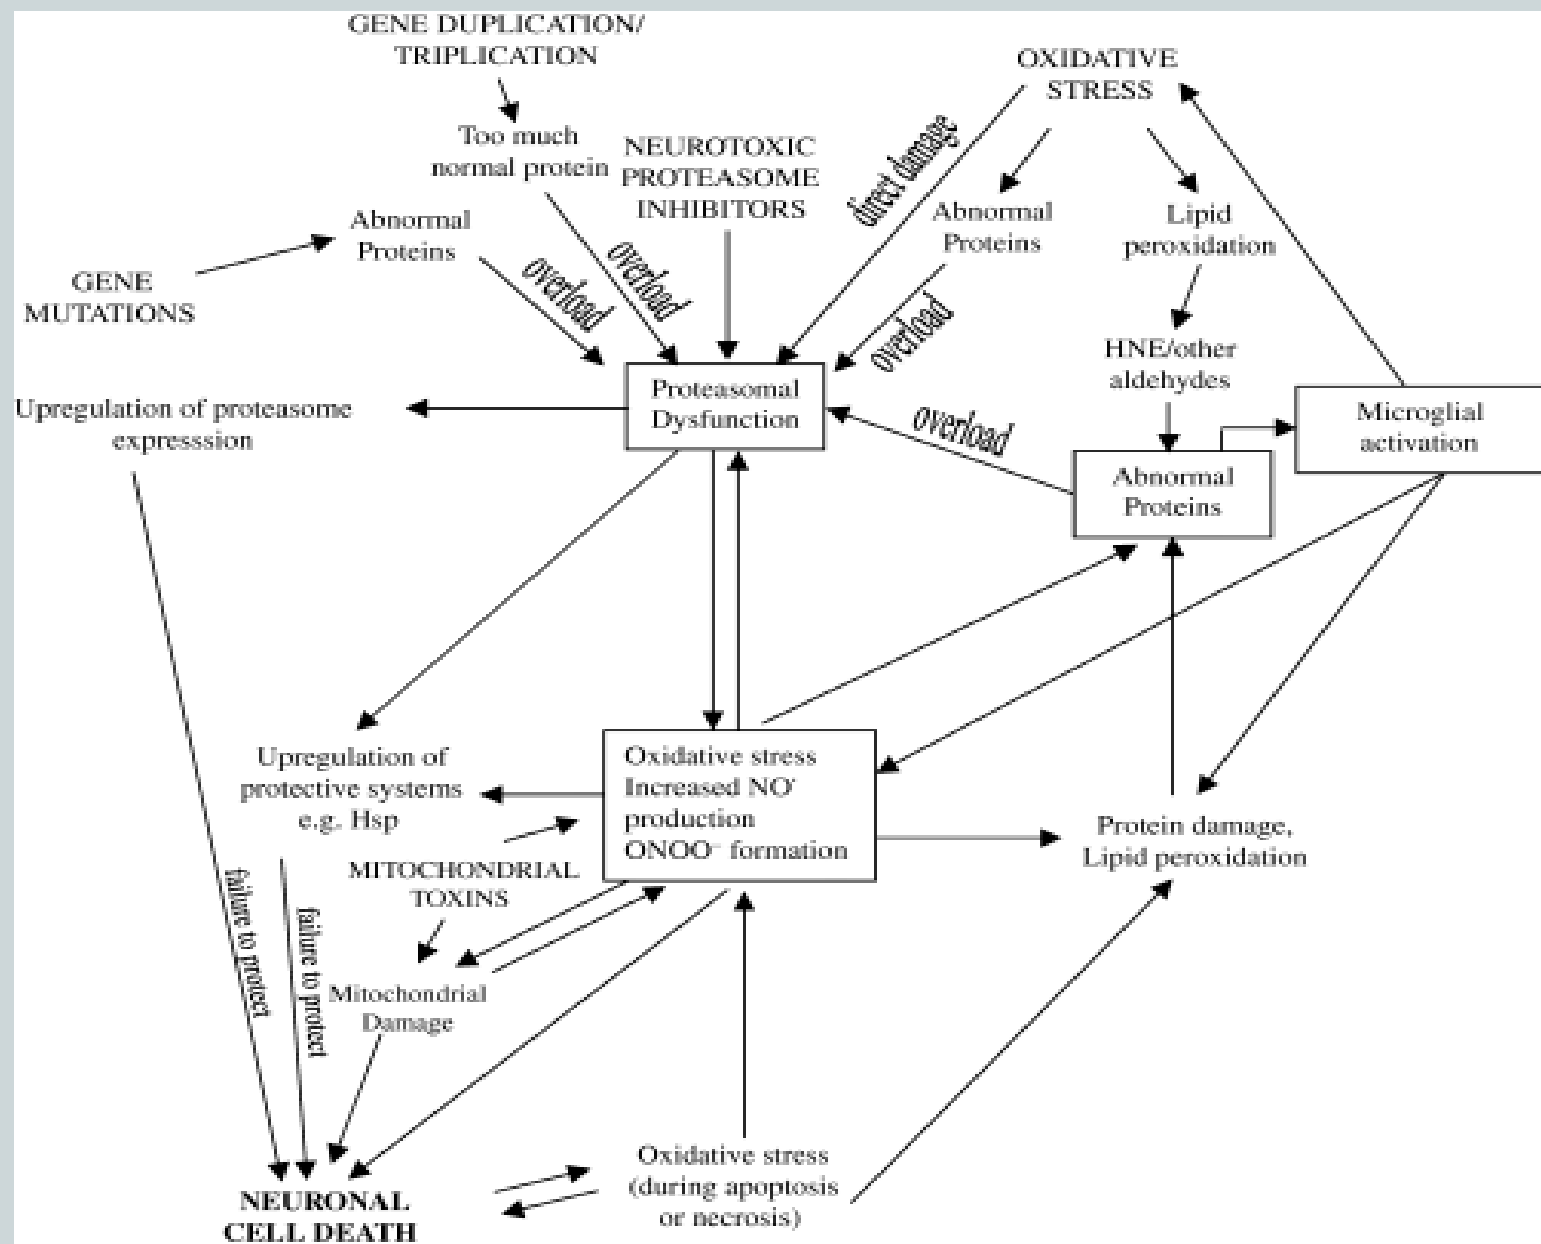 GENE DUPLICATION/
TRIPLICATION
OXIDATIVE
STRESS
Too much
normal protein
NEUROTOXIC
PROTEASOME
INHIBITORS
direct damage
Abnormal
Proteins
Lipid
peroxidation
Abnormal
Proteins
GENE
MUTATIONS
overload
overload
overload
HNE/other
aldehydes
Proteasomal
Dysfunction
Upregulation of proteasome
expresssion
overload
Microglial
activation
Abnormal
Proteins
Upregulation of
protective systems
e.g. Hsp
Oxidative stress
Increased NO·
production
ONOO⁻ formation
Protein damage,
Lipid peroxidation
MITOCHONDRIAL
TOXINS
failure to protect
failure to protect
Mitochondrial
Damage
Oxidative stress
(during apoptosis
or necrosis)
NEURONAL
CELL DEATH